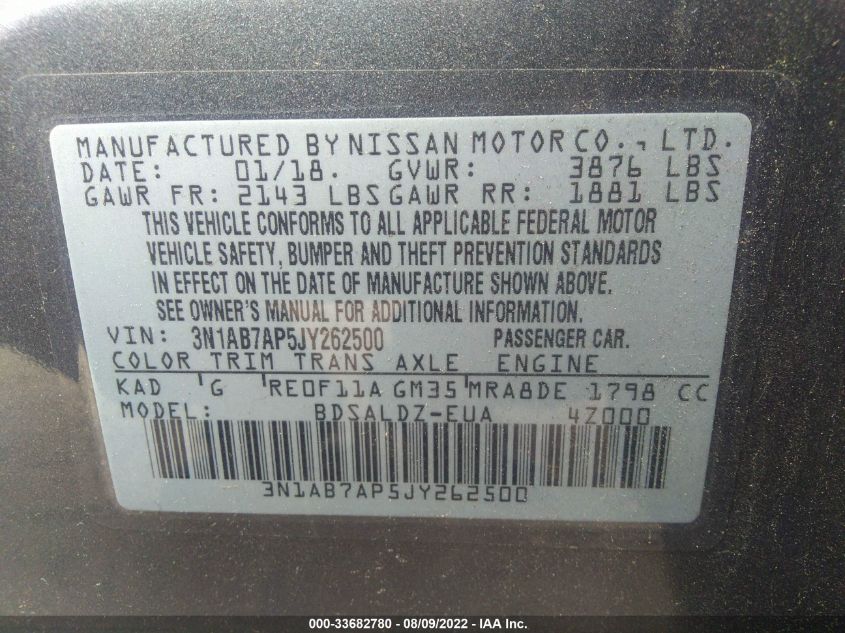 MANUFACTURED BY NISSAN MOTOR CO., LTD.
DATE: 01/18. GVWR: 3876 LBS
GAWR FR: 2143 LBS GAWR RR: 1881 LBS
THIS VEHICLE CONFORMS TO ALL APPLICABLE FEDERAL MOTOR
VEHICLE SAFETY, BUMPER AND THEFT PREVENTION STANDARDS
IN EFFECT ON THE DATE OF MANUFACTURE SHOWN ABOVE.
SEE OWNER'S MANUAL FOR ADDITIONAL INFORMATION.
VIN: 3N1AB7AP5JY262500 PASSENGER CAR.
COLOR TRIM TRANS AXLE ENGINE
KAD G RE0F11A GM35 MRA8DE 1798 CC
MODEL: BDSALDZ-EUA 4Z000
3N1AB7AP5JY262500
000-33682780 - 08/09/2022 - IAA Inc.